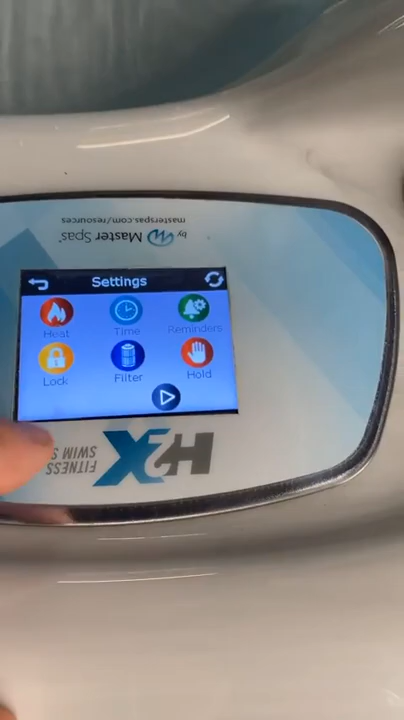 masterspas.com/resources
by Master Spas®
Settings
Heat Time Reminders
Lock Filter Hold
H2X
FITNESS
SWIM S